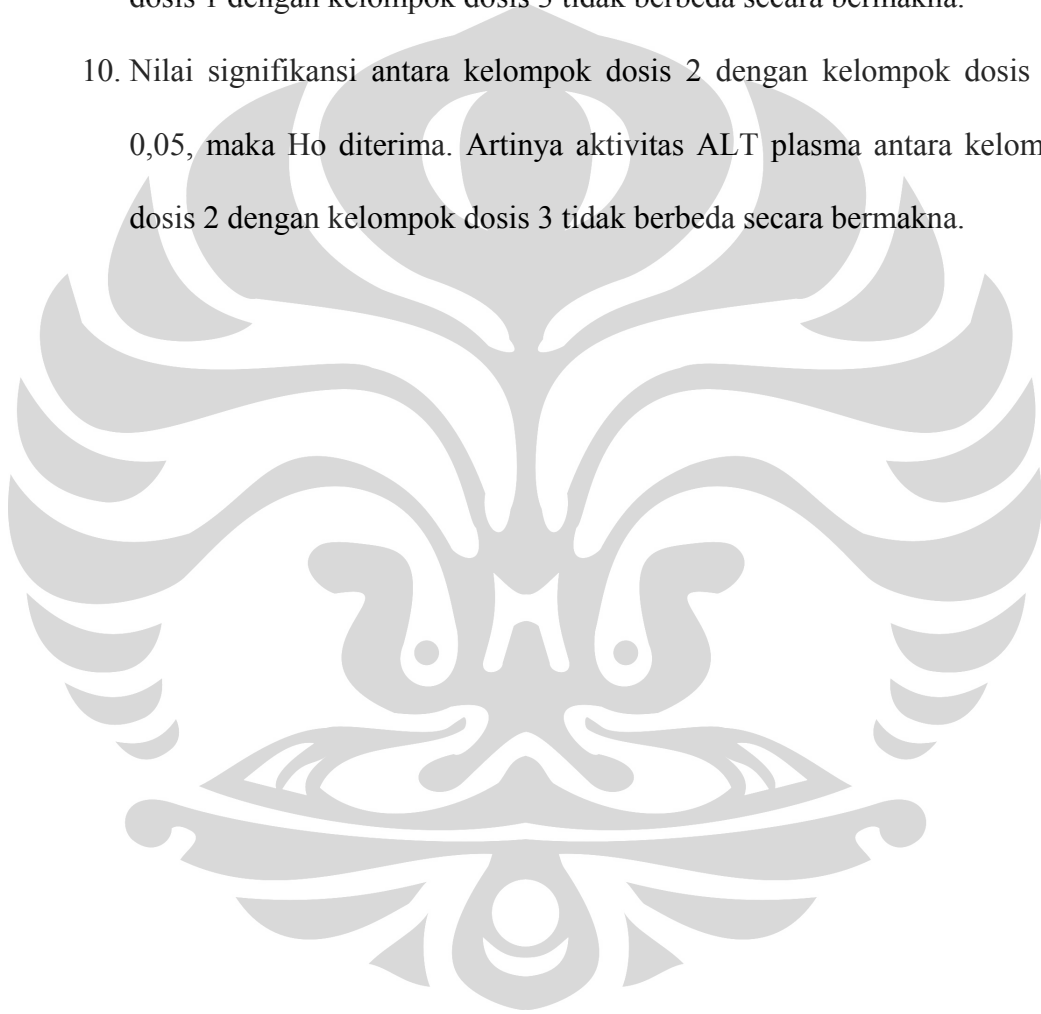 dosis 1 dengan kelompok dosis 3 tidak berbeda secara bermakna.
10. Nilai signifikansi antara kelompok dosis 2 dengan kelompok dosis
0,05, maka Ho diterima. Artinya aktivitas ALT plasma antara kelom
dosis 2 dengan kelompok dosis 3 tidak berbeda secara bermakna.